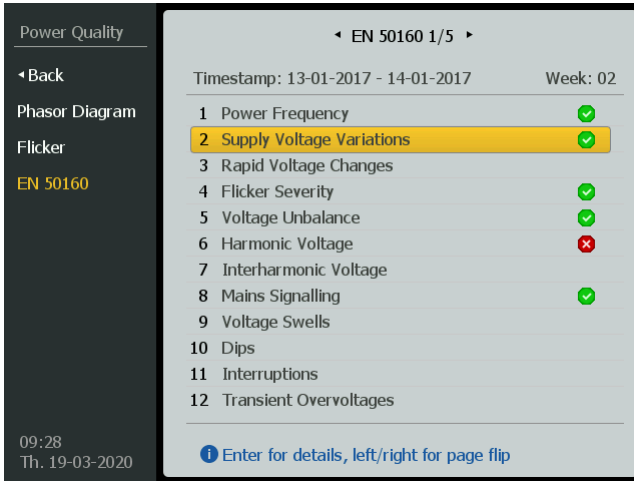 Power Quality
Back
Phasor Diagram
Flicker
EN 50160
09:28
Th. 19-03-2020
EN 50160 1/5
Timestamp: 13-01-2017 - 14-01-2017 Week: 02
1 Power Frequency
2 Supply Voltage Variations
3 Rapid Voltage Changes
4 Flicker Severity
5 Voltage Unbalance
6 Harmonic Voltage
7 Interharmonic Voltage
8 Mains Signalling
9 Voltage Swells
10 Dips
11 Interruptions
12 Transient Overvoltages
Enter for details, left/right for page flip